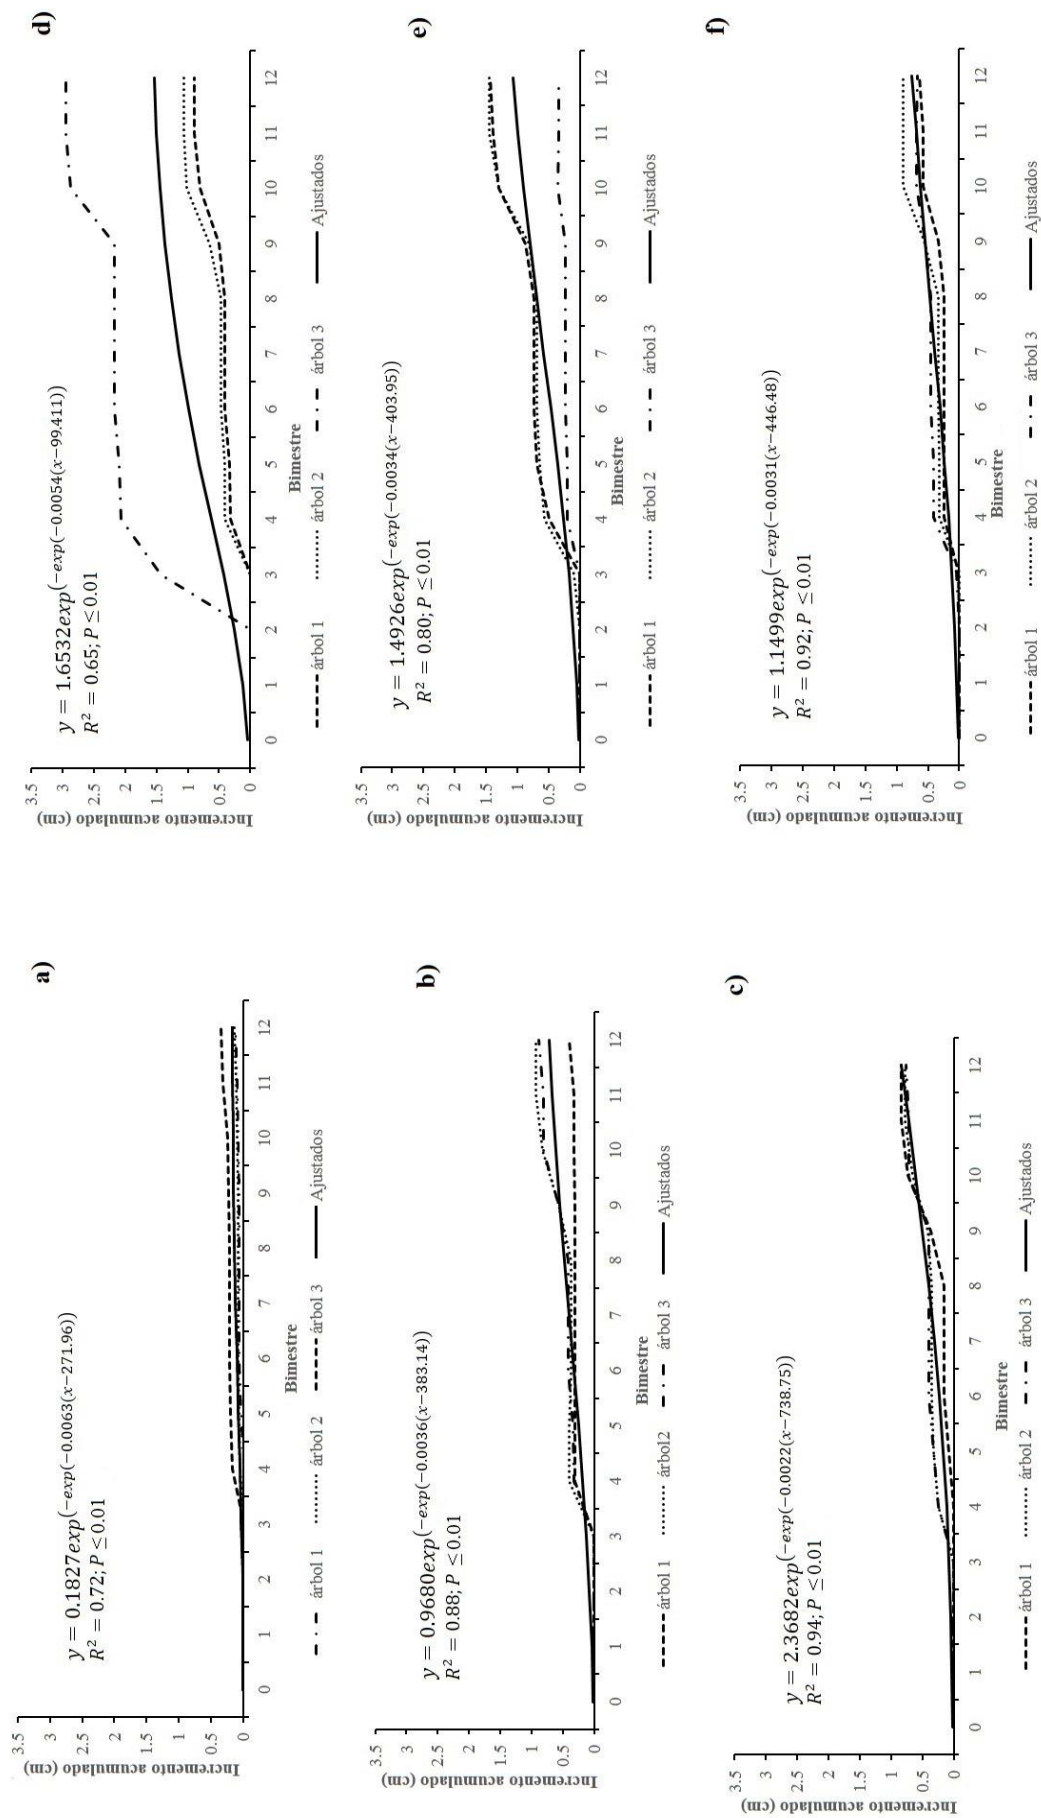 a)
y = 0.1827exp^(−exp(−0.0063(x−271.96))
R² = 0.72; P ≤ 0.01
Incremento acumulado (cm)
3.5
3
2.5
2
1.5
1
0.5
0
0 1 2 3 4 5 6 7 8 9 10 11 12
Bimestre
árbol 1 árbol 2 árbol 3 Ajustados
b)
y = 0.9680exp^(−exp(−0.0036(x−383.14))
R² = 0.88; P ≤ 0.01
Incremento acumulado (cm)
3.5
3
2.5
2
1.5
1
0.5
0
0 1 2 3 4 5 6 7 8 9 10 11 12
Bimestre
árbol 1 árbol2 árbol 3 Ajustados
c)
y = 2.3682exp^(−exp(−0.0022(x−738.75))
R² = 0.94; P ≤ 0.01
Incremento acumulado (cm)
3.5
3
2.5
2
1.5
1
0.5
0
0 1 2 3 4 5 6 7 8 9 10 11 12
Bimestre
árbol 1 árbol 2 árbol 3 Ajustados
d)
y = 1.6532exp^(−exp(−0.0054(x−99.411))
R² = 0.65; P ≤ 0.01
Incremento acumulado (cm)
3.5
3
2.5
2
1.5
1
0.5
0
0 1 2 3 4 5 6 7 8 9 10 11 12
Bimestre
árbol 1 árbol 2 árbol 3 Ajustados
e)
y = 1.4926exp^(−exp(−0.0034(x−403.95))
R² = 0.80; P ≤ 0.01
Incremento acumulado (cm)
3.5
3
2.5
2
1.5
1
0.5
0
0 1 2 3 4 5 6 7 8 9 10 11 12
Bimestre
árbol 1 árbol 2 árbol 3 Ajustados
f)
y = 1.1499exp^(−exp(−0.0031(x−446.48))
R² = 0.92; P ≤ 0.01
Incremento acumulado (cm)
3.5
3
2.5
2
1.5
1
0.5
0
0 1 2 3 4 5 6 7 8 9 10 11 12
Bimestre
árbol 1 árbol 2 árbol 3 Ajustados